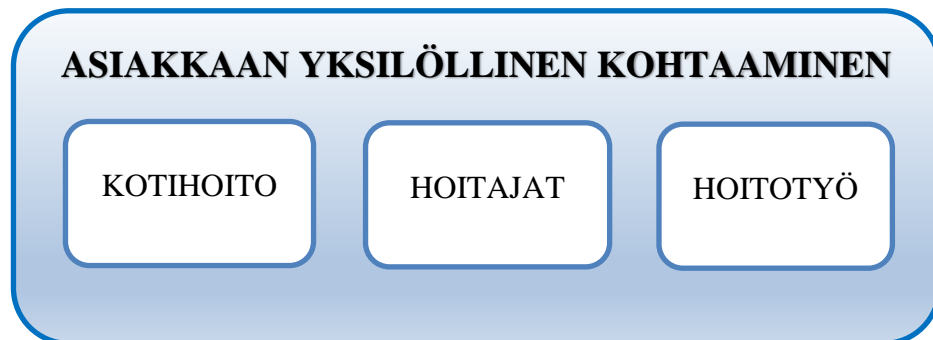 ASIAKKAAN YKSILÖLLINEN KOHTAAMINEN
KOTIHOITO
HOITAJAT
HOITOTYÖ